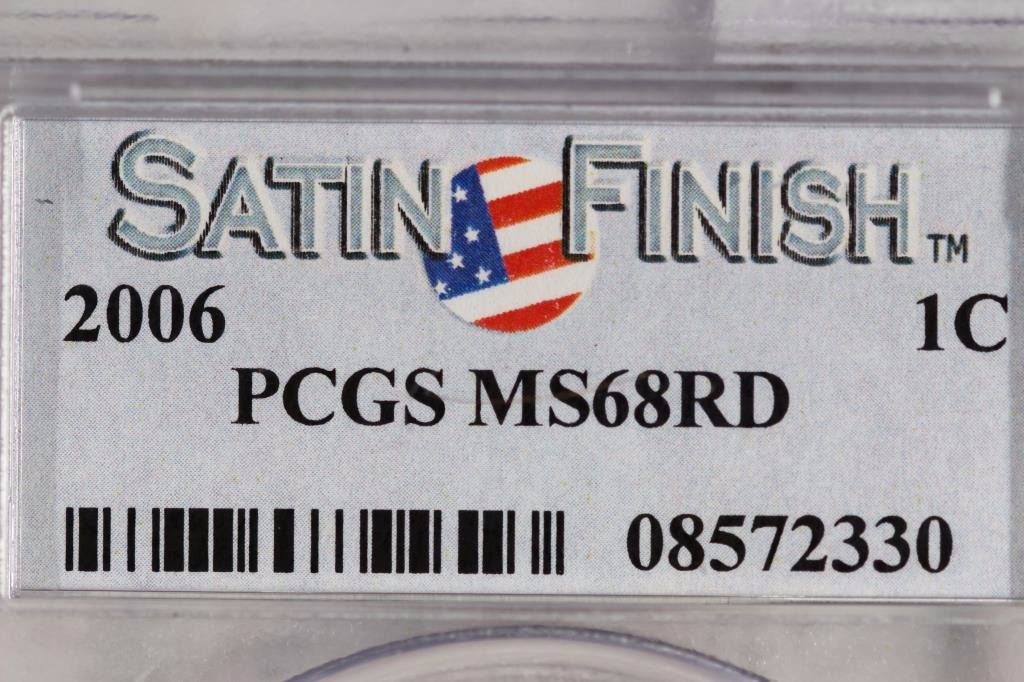 SATIN FINISH™
2006 1C
PCGS MS68RD
08572330